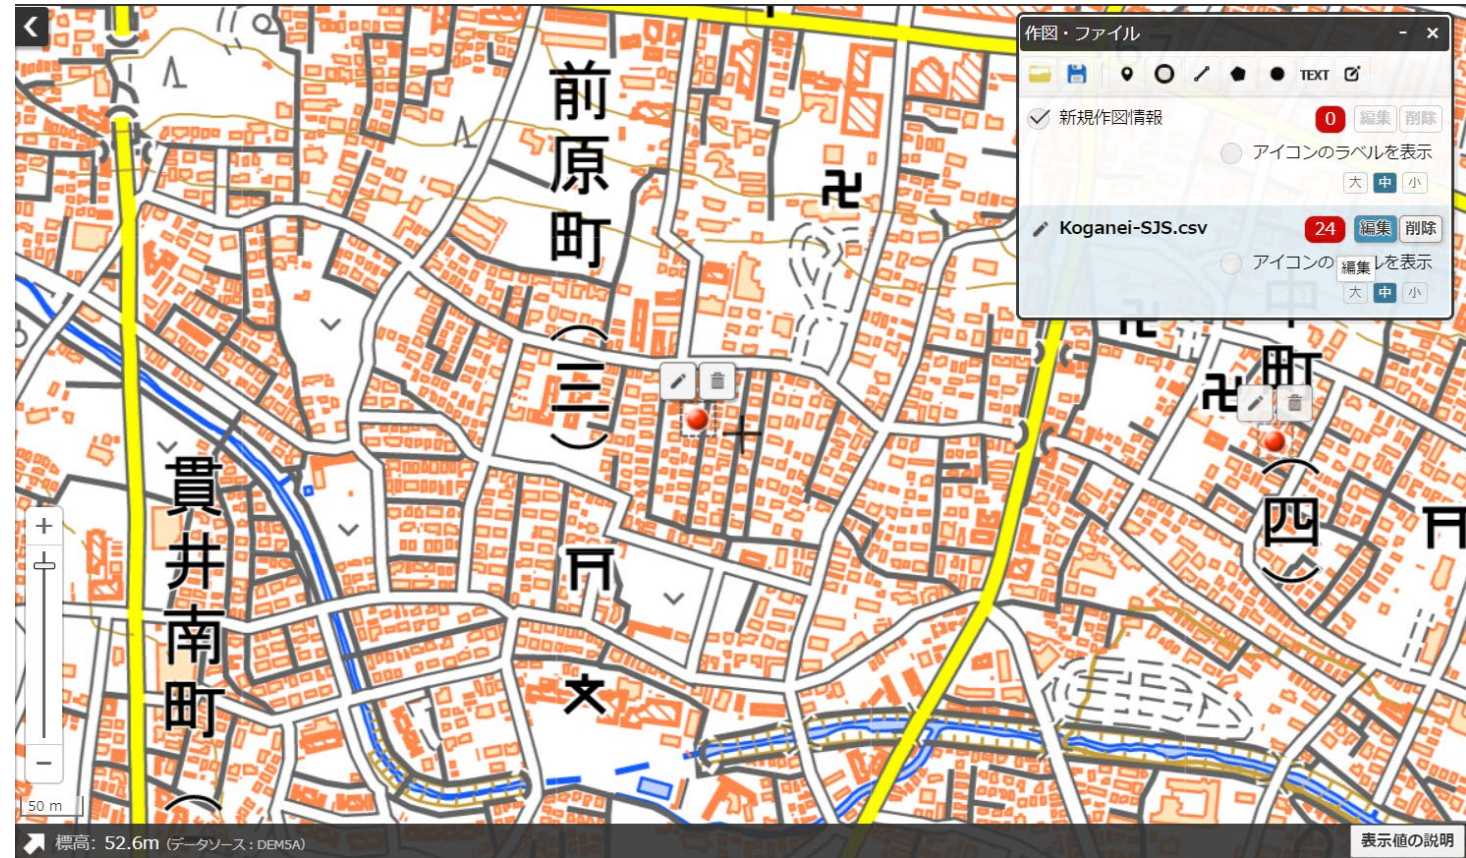 作図・ファイル
TEXT
新規作図情報
0
編集
削除
アイコンのラベルを表示
大 中 小
Koganei-SJS.csv
24
編集
削除
アイコンの
編集
ルを表示
大 中 小
前原町
(三)
中町
(四)
貫井南町
(
文
50 m
標高: 52.6m (データソース : DEM5A)
表示値の説明